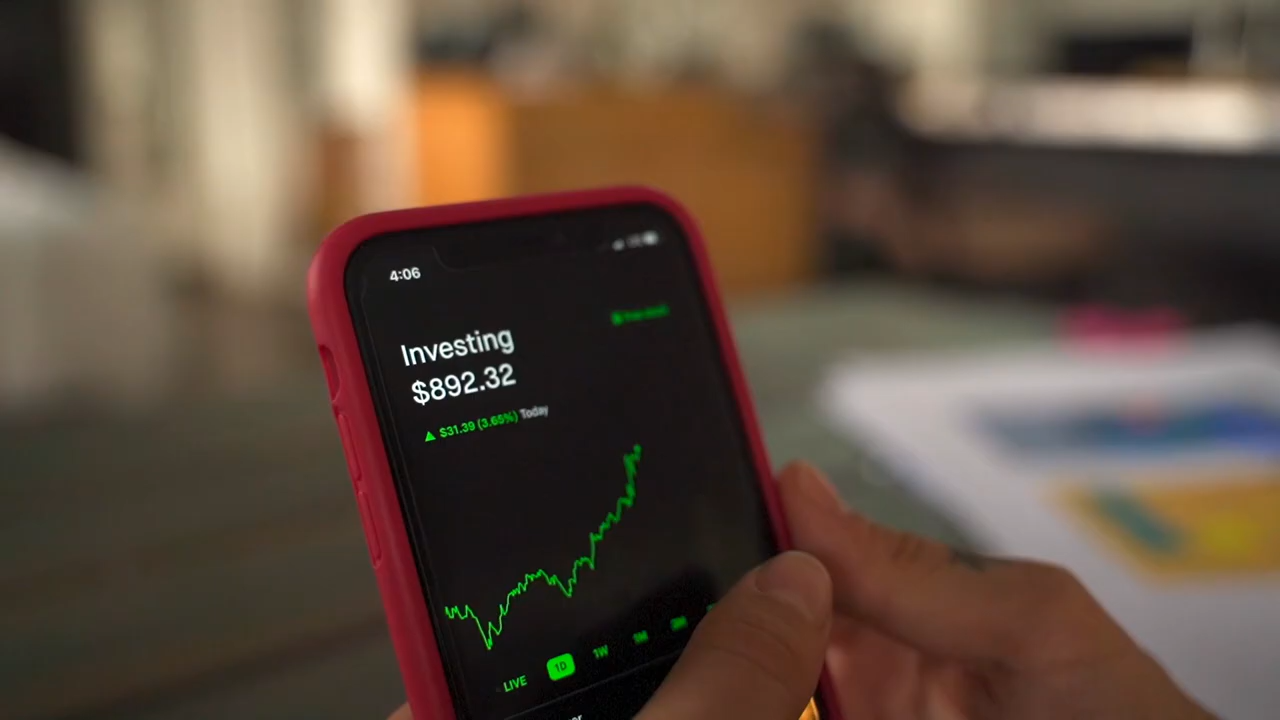 4:06
Investing
$892.32
▲ $31.39 (3.65%) Today
LIVE
1D
1W